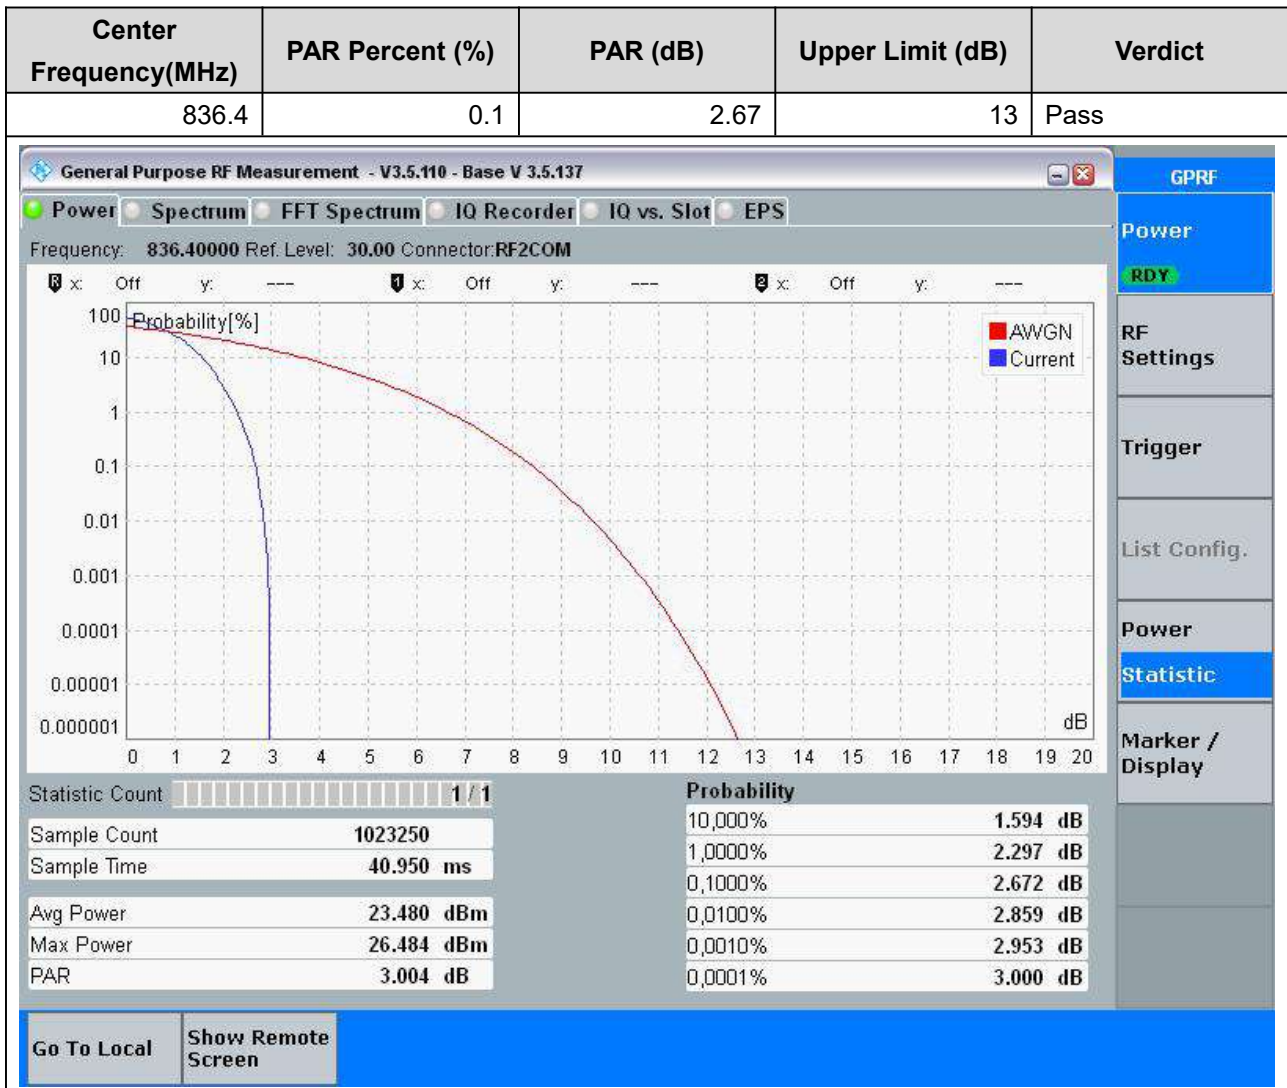 Center Frequency(MHz) PAR Percent (%) PAR (dB) Upper Limit (dB) Verdict
836.4 0.1 2.67 13 Pass
General Purpose RF Measurement - V3.5.110 - Base V 3.5.137
GPRF
Power Spectrum FFT Spectrum IQ Recorder IQ vs. Slot EPS
Power
RDY
Frequency: 836.40000 Ref. Level: 30.00 Connector:RF2COM
R x: Off y: --- 1 x: Off y: --- 2 x: Off y: ---
Probability[%]
AWGN
Current
100
10
1
0.1
0.01
0.001
0.0001
0.00001
0.000001
dB
0 1 2 3 4 5 6 7 8 9 10 11 12 13 14 15 16 17 18 19 20
RF Settings
Trigger
List Config.
Power
Statistic
Marker / Display
Statistic Count 1 / 1
Sample Count 1023250
Sample Time 40.950 ms
Avg Power 23.480 dBm
Max Power 26.484 dBm
PAR 3.004 dB
Probability
10,000% 1.594 dB
1,0000% 2.297 dB
0,1000% 2.672 dB
0,0100% 2.859 dB
0,0010% 2.953 dB
0,0001% 3.000 dB
Go To Local
Show Remote Screen